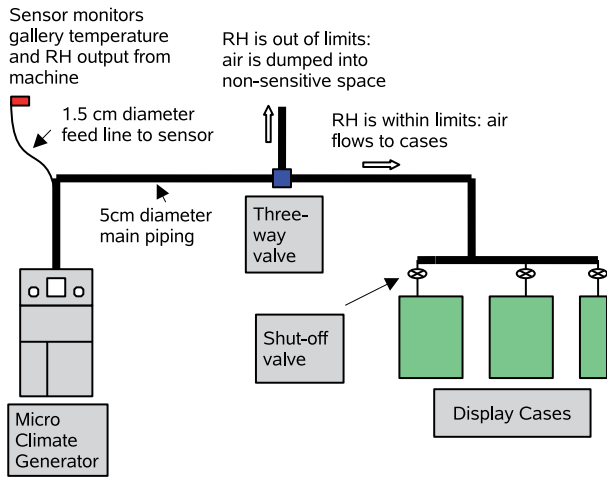 Sensor monitors
gallery temperature
and RH output from
machine
RH is out of limits:
air is dumped into
non-sensitive space
1.5 cm diameter
feed line to sensor
RH is within limits: air
flows to cases
5cm diameter
main piping
Three-
way
valve
Shut-off
valve
Micro
Climate
Generator
Display Cases